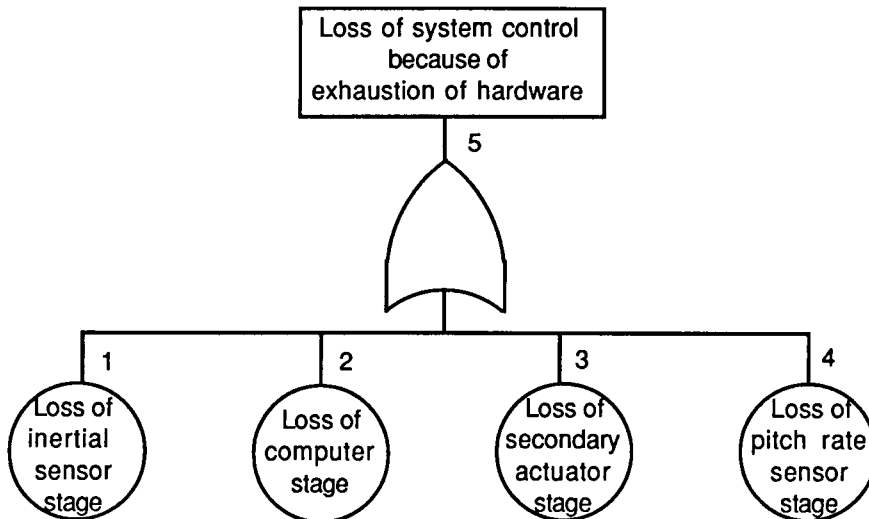 Loss of system control
because of
exhaustion of hardware
5
1
2
3
4
Loss of
inertial
sensor
stage
Loss of
computer
stage
Loss of
secondary
actuator
stage
Loss of
pitch rate
sensor
stage